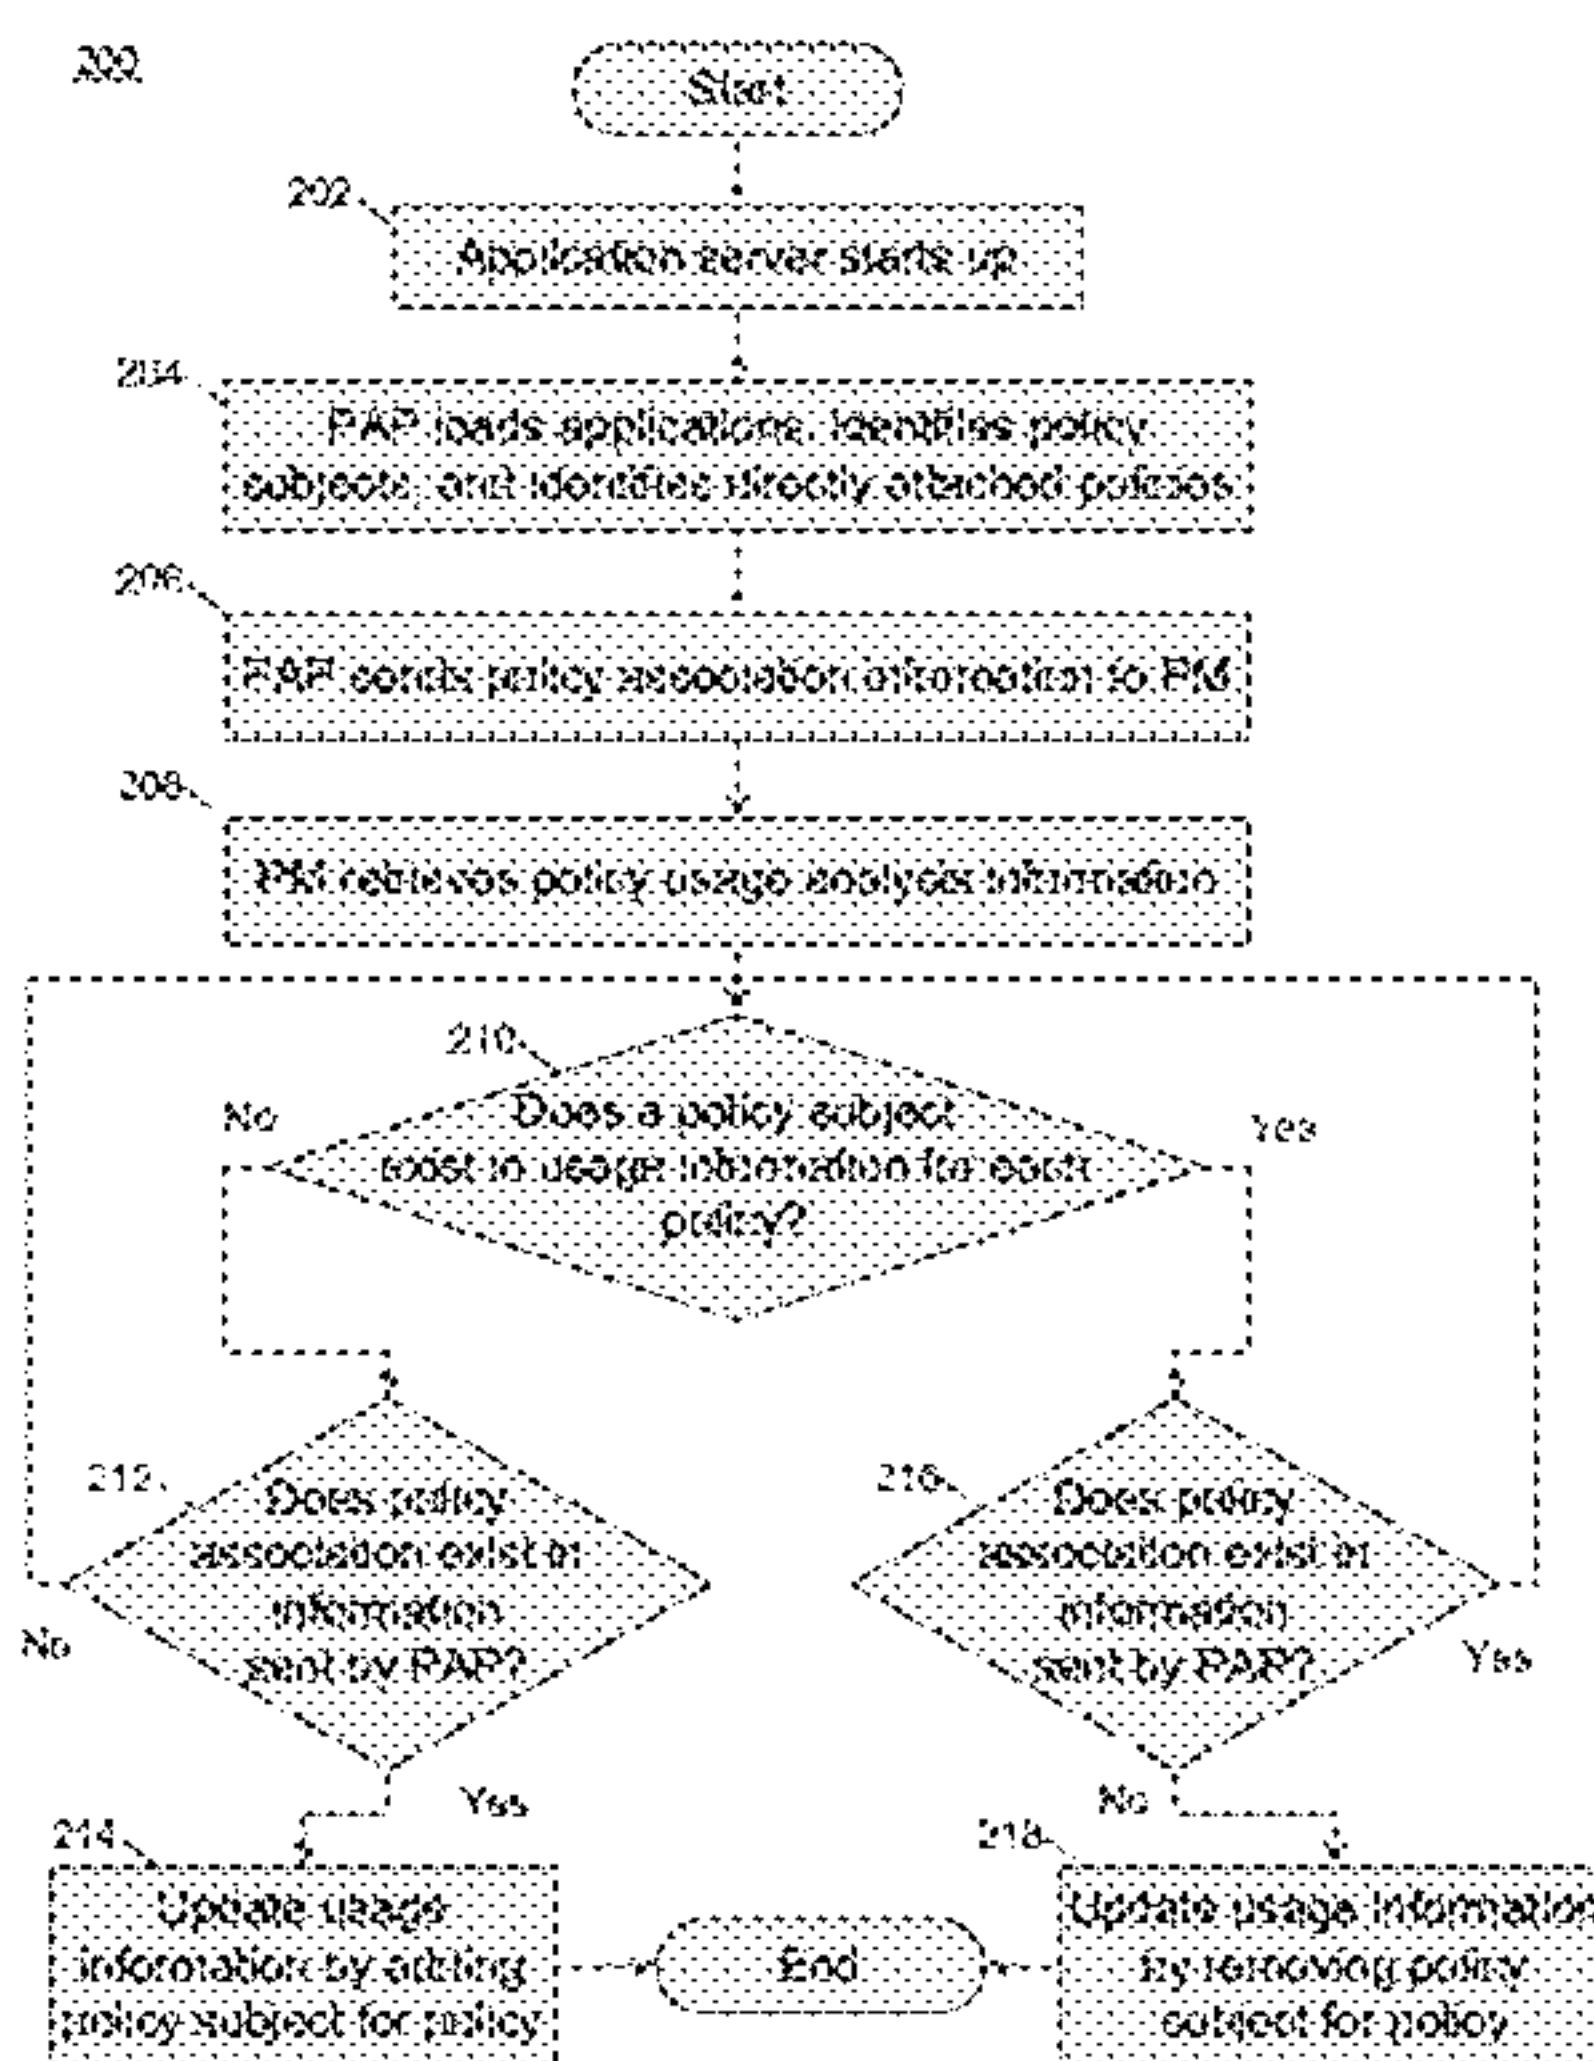 200
Start
202
Application server starts up
204
PAP loads applications, identifies policy
subjects, and identifies directly attached policies
206
PAP sends policy association information to PM
208
PM retrieves policy usage analysis information
210
No
Does a policy subject
exist in usage information for each
policy?
Yes
212
Does policy
association exist in
information
sent by PAP?
No
Yes
216
Does policy
association exist in
information
sent by PAP?
Yes
No
214
Update usage
information by adding
policy subject for policy
End
218
Update usage information
by removing policy
subject for policy